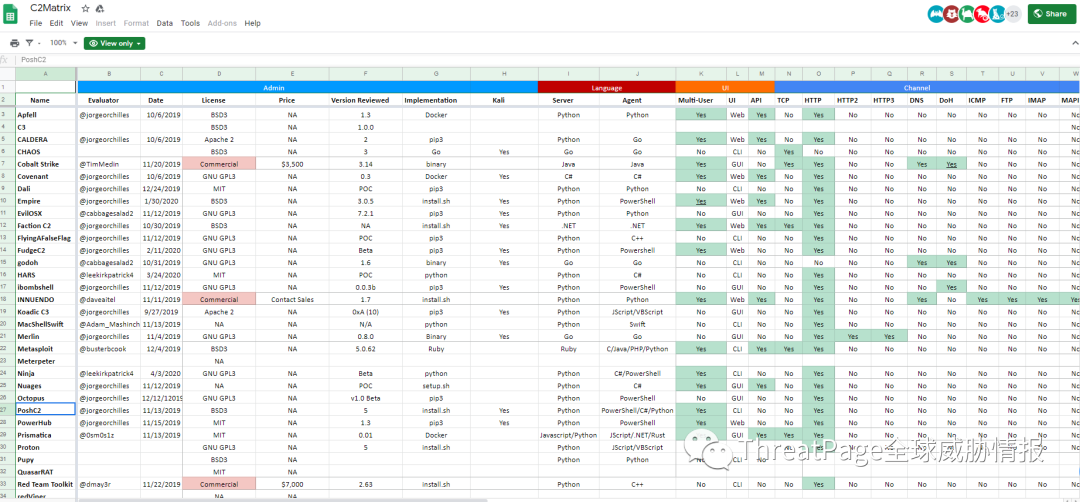 C2Matrix
File Edit View Insert Format Data Tools Add-ons Help
+23
Share
100% View only
fx PoshC2
A B C D E F G H I J K L M N O P Q R S T U V W
1 Admin Language UI Channel
2 Name Evaluator Date License Price Version Reviewed Implementation Kali Server Agent Multi-User UI API TCP HTTP HTTP2 HTTP3 DNS DoH ICMP FTP IMAP MAPI
3 Apfell @jorgeorchilles 10/6/2019 BSD3 NA 1.3 Docker Python Python Yes Web Yes No Yes No No No No No No No No
4 C3 BSD3 NA 1.0.0
5 CALDERA @jorgeorchilles 10/6/2019 Apache 2 NA 2 pip3 Python Go Yes Web Yes No Yes No No No No No No No No
6 CHAOS BSD3 NA 3 Go Yes Go Go No CLI No Yes No No No No No No No No No
7 Cobalt Strike @TimMedin 11/20/2019 Commercial $3,500 3.14 binary Java Java Yes GUI No Yes Yes No No Yes Yes No No No No
8 Covenant @jorgeorchilles 10/6/2019 GNU GPL3 NA 0.3 Docker Yes C# C# Yes Web Yes No Yes No No No No No No No No
9 Dali @jorgeorchilles 12/24/2019 MIT NA POC pip3 Python Python No CLI No No Yes No No No No No No No No
10 Empire @jorgeorchilles 1/30/2020 BSD3 NA 3.0.5 install.sh Yes Python PowerShell Yes Web Yes No Yes No No No No No No No No
11 EvilOSX @cabbagesalad2 11/12/2019 GNU GPL3 NA 7.2.1 pip3 Yes Python Python No GUI No No Yes No No No No No No No No
12 Faction C2 @jorgeorchilles 10/30/2019 BSD3 NA NA install.sh Yes .NET .NET Yes Web Yes Yes Yes No No No No No No No No
13 FlyingAFalseFlag @jorgeorchilles 11/12/2019 GNU GPL3 NA POC pip3 Python C++ No CLI No No Yes No No No No No No No No
14 FudgeC2 @jorgeorchilles 2/11/2020 GNU GPL3 NA Beta pip3 Yes Python Powershell Yes Web No No Yes No No No No No No No No
15 godoh @cabbagesalad2 10/31/2019 GNU GPL3 NA 1.6 binary Yes Go Go No CLI No No No No No Yes Yes No No No No
16 HARS @leekirkpatrick4 3/24/2020 MIT NA POC python Python C# No GUI No No Yes No No No No No No No No
17 ibombshell @jorgeorchilles 11/12/2019 GNU GPL3 NA 0.0.3b pip3 Yes Python PowerShell No GUI No No Yes No No No Yes No No No No
18 INNUENDO @daveaitel 11/11/2019 Commercial Contact Sales 1.7 install.sh Python Python Yes Web Yes No Yes No No Yes No Yes Yes Yes Yes
19 Koadic C3 @jorgeorchilles 9/27/2019 Apache 2 NA 0xA (10) pip3 Yes Python JScript/VBScript No CLI No No Yes No No No No No No No No
20 MacShellSwift @Adam_Mashinch 11/13/2019 NA NA N/A python Python Swift No CLI No No Yes No No No No No No No No
21 Merlin @jorgeorchilles 11/4/2019 GNU GPL3 NA 0.8.0 Binary Yes Go Go No GUI No No Yes Yes Yes No No No No No No
22 Metasploit @busterbcook 12/4/2019 BSD3 NA 5.0.62 Ruby Yes Ruby C/Java/PHP/Python Yes CLI Yes Yes Yes No No No No No No No No
23 Meterpeter NA
24 Ninja @leekirkpatrick4 4/3/2020 GNU GPL3 NA Beta python Python C#/PowerShell Yes CLI No No Yes No No No No No No No No
25 Nuages @jorgeorchilles 11/12/2019 NA NA POC setup.sh Python C# Yes GUI Yes No Yes No No No No No No No No
26 Octopus @jorgeorchilles 12/12/12019 GNU GPL3 NA v1.0 Beta pip3 Yes Python PowerShell No GUI No No Yes No No No No No No No No
27 PoshC2 @jorgeorchilles 11/13/2019 BSD3 NA 5 install.sh Yes Python PowerShell/C#/Python Yes CLI No No Yes No No No No No No No No
28 PowerHub @jorgeorchilles 11/15/2019 MIT NA 1.3 pip3 Yes Python PowerShell Yes Web No No Yes No No No No No No No No
29 Prismatica @0sm0s1z 11/13/2019 MIT NA 0.01 Docker Javascript/Python JScript/.NET/Rust GUI Yes Yes Yes
30 Proton GNU GPL3 NA 5 install.sh Yes Python JScript/VBScript
31 Pupy BSD3 NA Python Python No CLI No
32 QuasarRAT MIT NA
33 Red Team Toolkit @dmay3r 11/22/2019 Commercial $7,000 2.63 install.sh Python C++ No CLI No No Yes No No No No No No No No
34 redViper NA NA
ThreatPage全球威胁情报